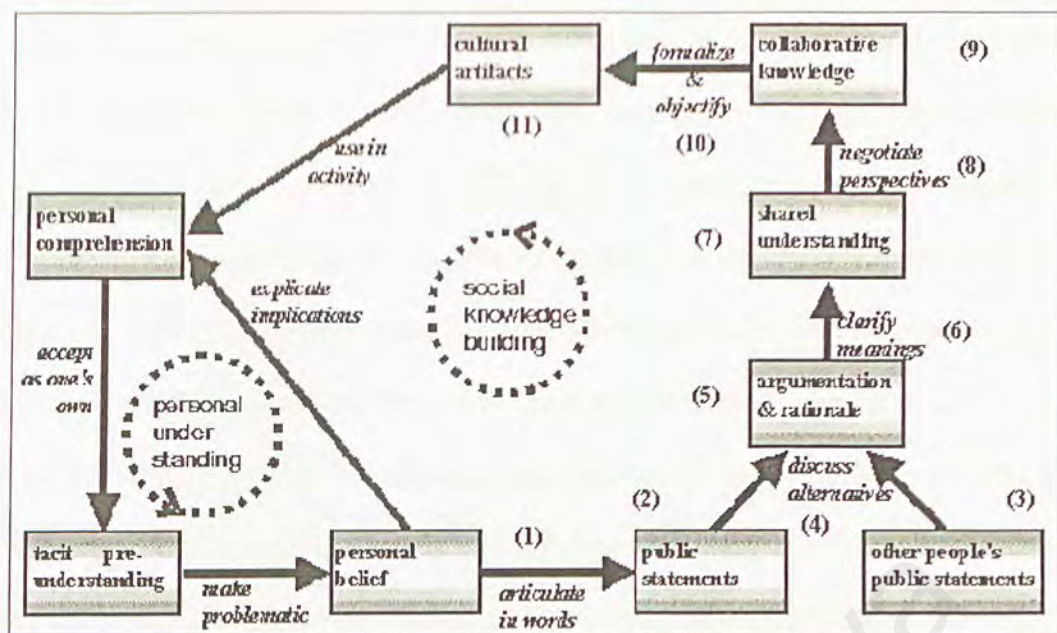 cultural
artifacts
(11)
formalize
&
objectify
(10)
collaborative
knowledge
(9)
negotiate
perspectives
(8)
shared
understanding
(7)
clarify
meanings
(6)
argumentation
& rationale
(5)
discuss
alternatives
(4)
public
statements
(2)
other people's
public statements
(3)
use in
activity
personal
comprehension
explicate
implications
social
knowledge
building
accept
as one's
own
personal
under
standing
tacit pre-
understanding
make
problematic
personal
belief
(1)
articulate
in words